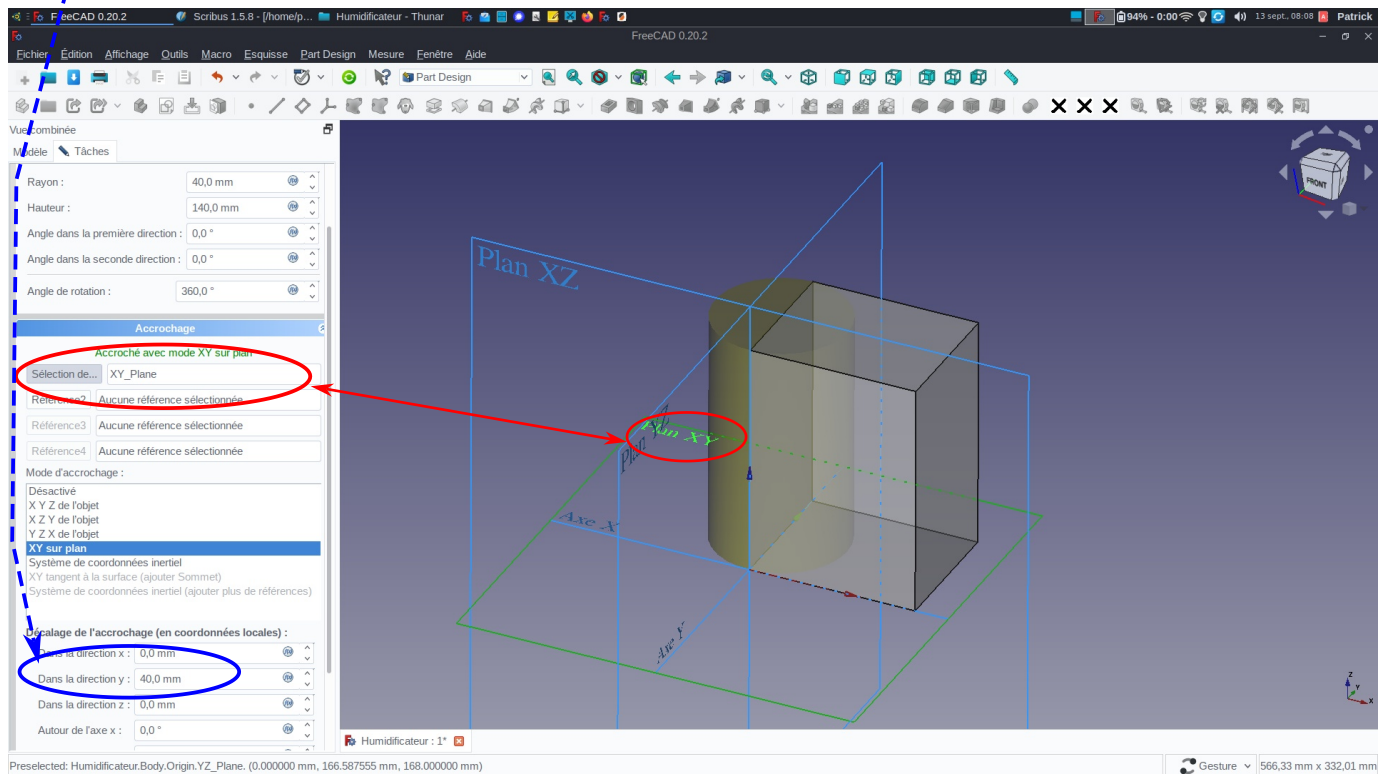 FreeCAD 0.20.2
Scribus 1.5.8 - [/home/p...
Humidificateur - Thunar
94% - 0:00
13 sept., 08:08
Patrick
FreeCAD 0.20.2
Fichier Édition Affichage Outils Macro Esquisse Part Design Mesure Fenêtre Aide
Part Design
Vue combinée
Modèle Tâches
Rayon : 40,0 mm
Hauteur : 140,0 mm
Angle dans la première direction : 0,0 °
Angle dans la seconde direction : 0,0 °
Angle de rotation : 360,0 °
Accrochage
Accroché avec mode XY sur plan
Sélection de... XY_Plane
Référence2 Aucune référence sélectionnée
Référence3 Aucune référence sélectionnée
Référence4 Aucune référence sélectionnée
Mode d'accrochage :
Désactivé
X Y Z de l'objet
X Z Y de l'objet
Y Z X de l'objet
XY sur plan
Système de coordonnées inertiel
XY tangent à la surface (ajouter Sommet)
Système de coordonnées inertiel (ajouter plus de références)
Décalage de l'accrochage (en coordonnées locales) :
Dans la direction x : 0,0 mm
Dans la direction y : 40,0 mm
Dans la direction z : 0,0 mm
Autour de l'axe x : 0,0 °
Plan XZ
Plan XY
Plan YZ
Axe X
Axe Y
FRONT
Z
Y
X
Humidificateur : 1*
Preselected: Humidificateur.Body.Origin.YZ_Plane. (0.000000 mm, 166.587555 mm, 168.000000 mm)
Gesture
566,33 mm x 332,01 mm